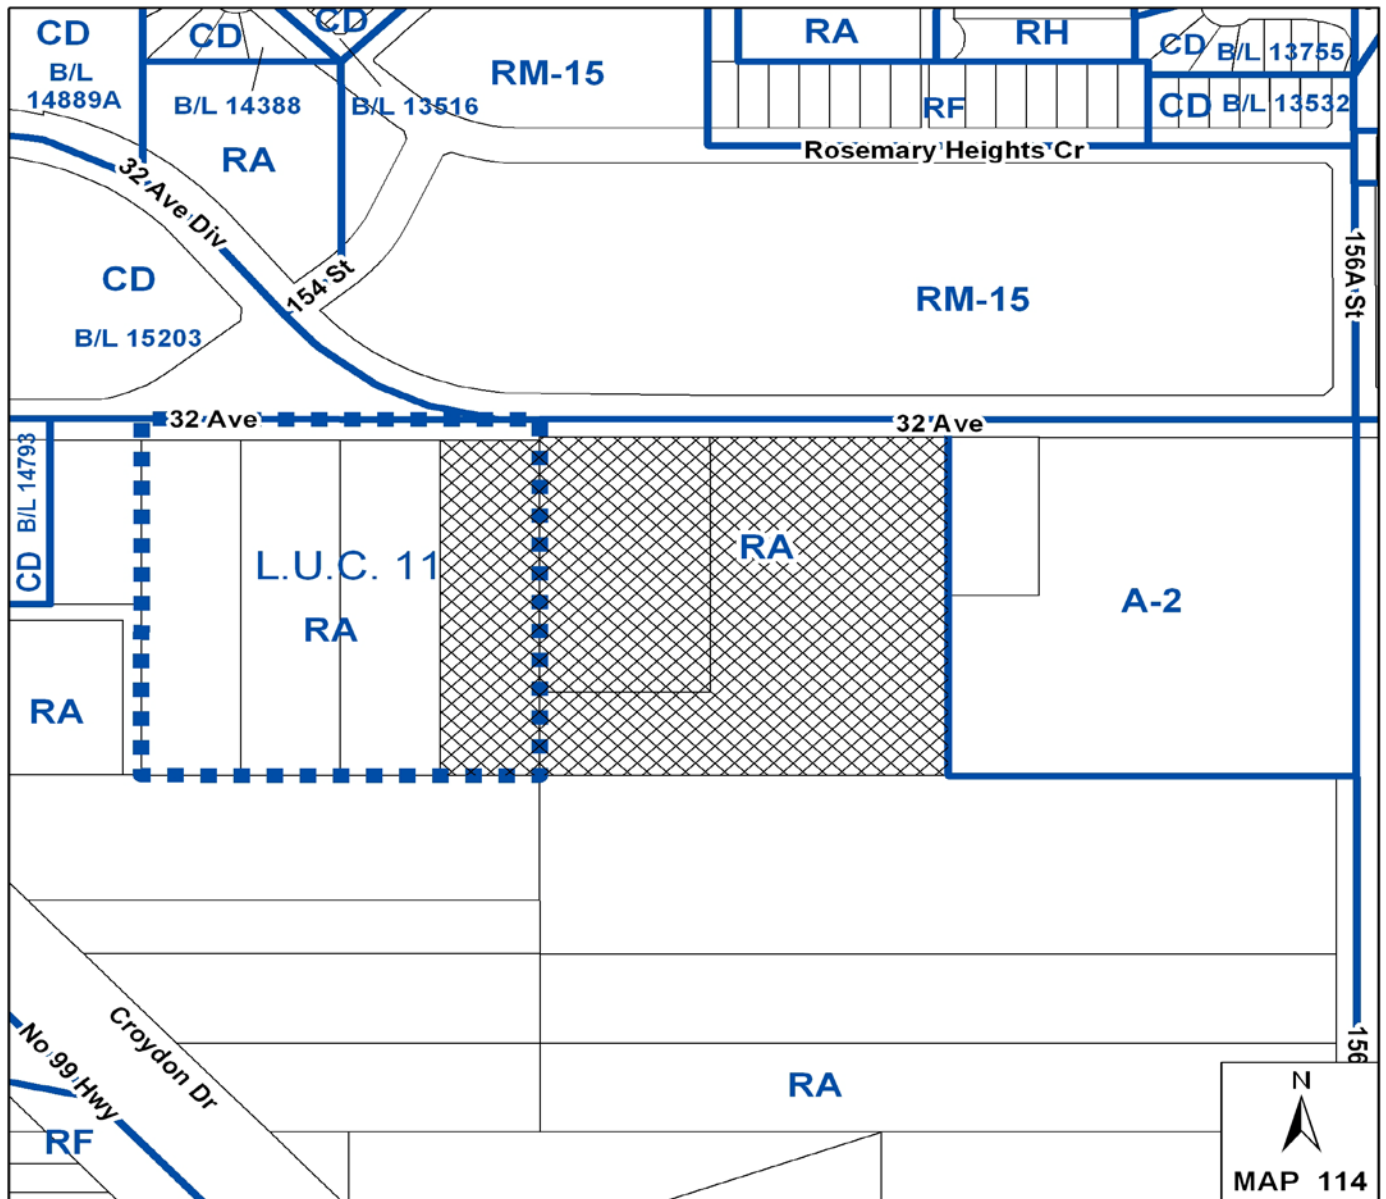 CD
B/L
14889A
CD
B/L 14388
RA
CD
B/L 13516
RM-15
RA
RH
CD B/L 13755
RF
CD B/L 13532
Rosemary Heights Cr
32 Ave Div
154 St
CD
B/L 15203
RM-15
156A St
32 Ave
32 Ave
CD B/L 14793
L.U.C. 11
RA
RA
A-2
RA
Croydon Dr
No 99 Hwy
RF
RA
156
N
MAP 114